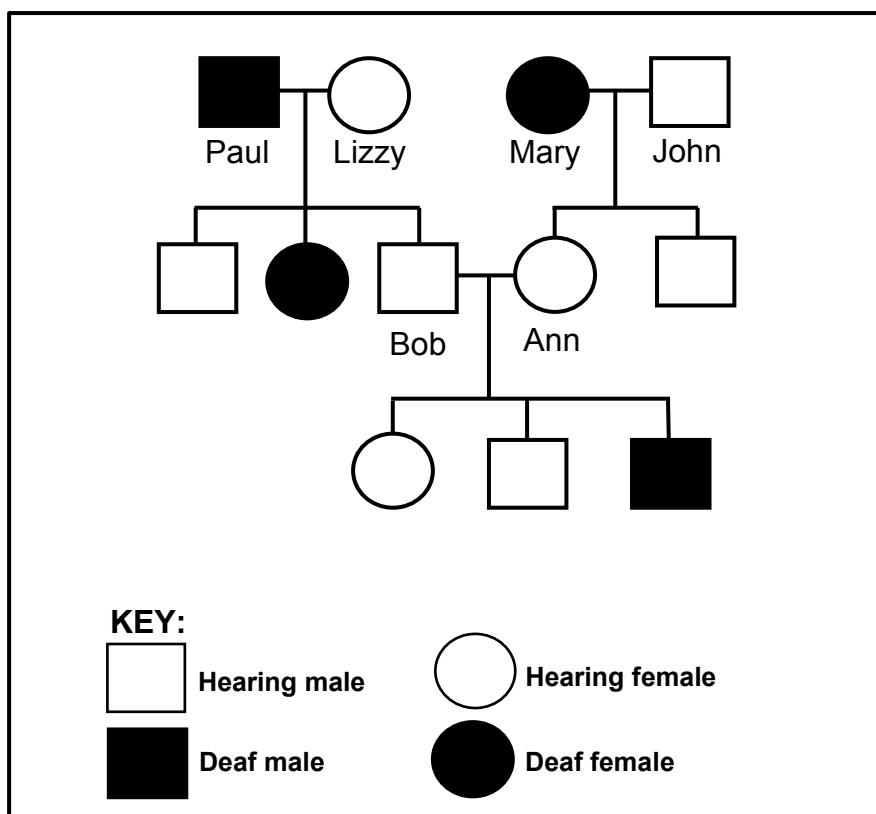 Paul Lizzy Mary John
Bob Ann
KEY:
Hearing male Hearing female
Deaf male Deaf female